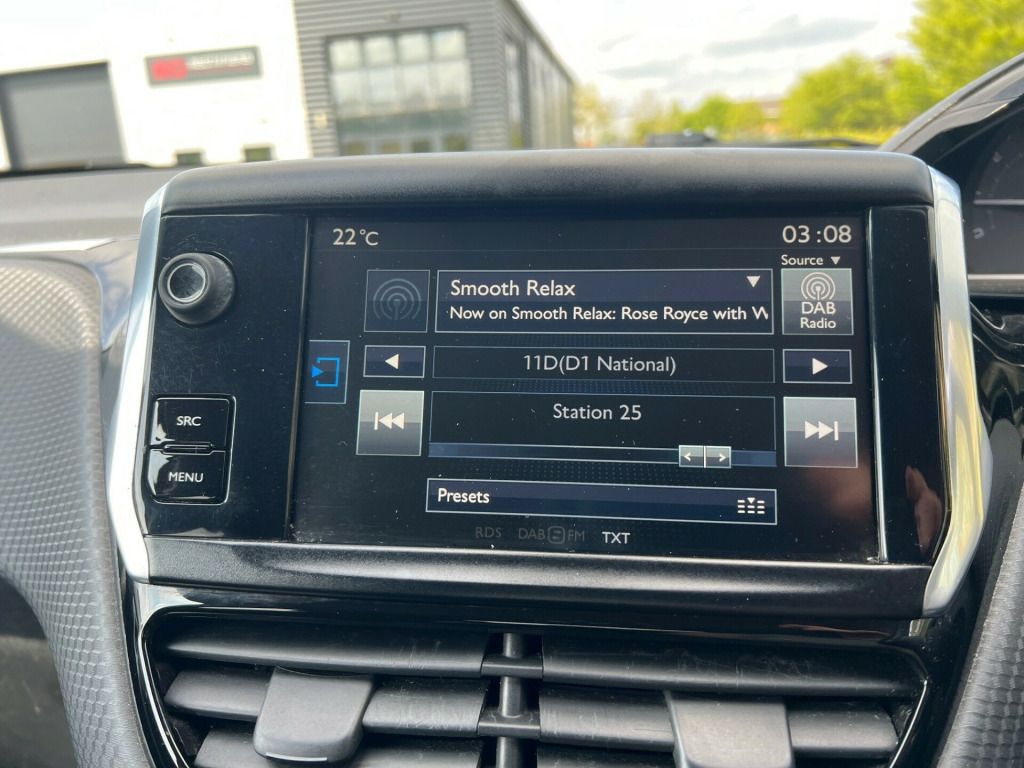 22°C
03:08
Source ▼
Smooth Relax
Now on Smooth Relax: Rose Royce with W
DAB
Radio
11D(D1 National)
Station 25
SRC
MENU
Presets
RDS DAB FM TXT